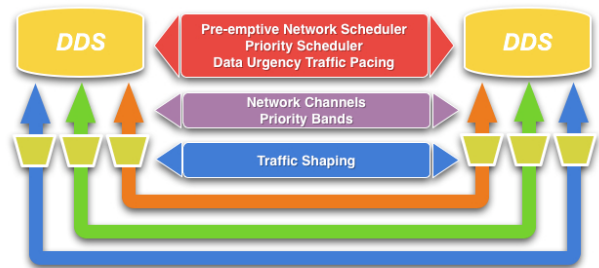 DDS
Pre-emptive Network Scheduler
Priority Scheduler
Data Urgency Traffic Pacing
DDS
Network Channels
Priority Bands
Traffic Shaping